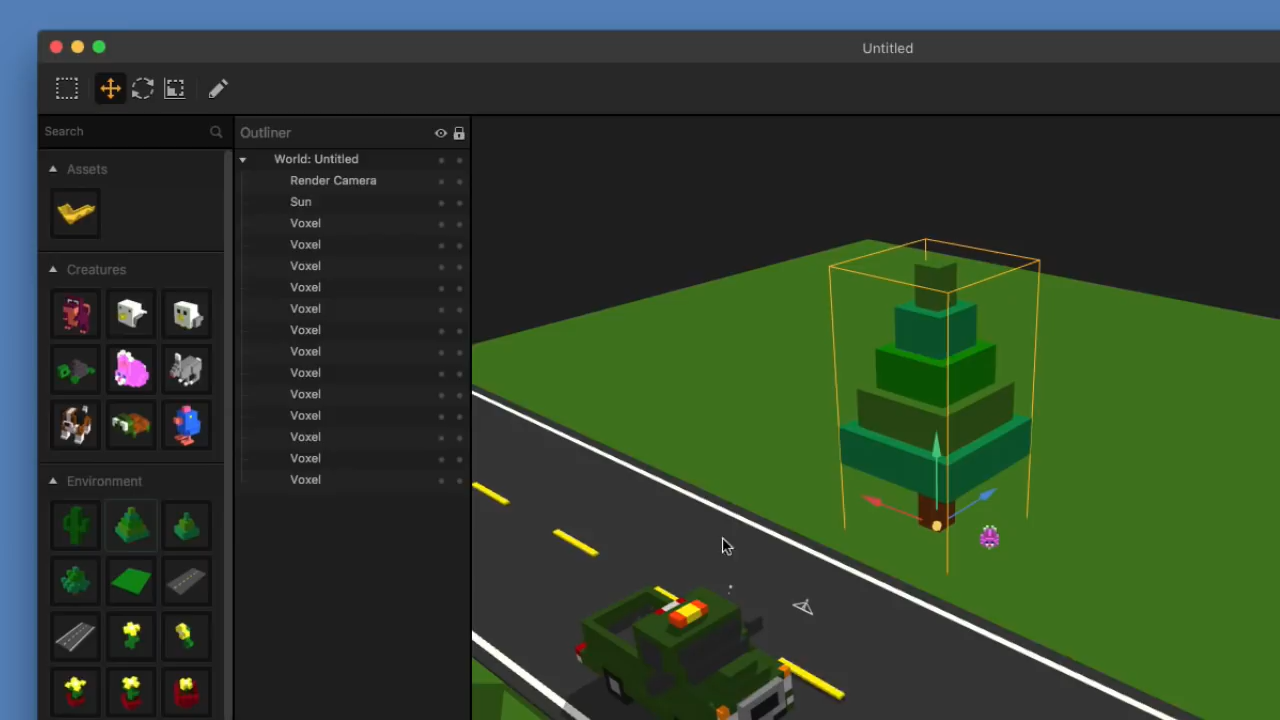 Untitled
Search
Outliner
Assets
World: Untitled
Render Camera
Sun
Voxel
Voxel
Voxel
Voxel
Voxel
Voxel
Voxel
Voxel
Voxel
Voxel
Voxel
Voxel
Voxel
Creatures
Environment